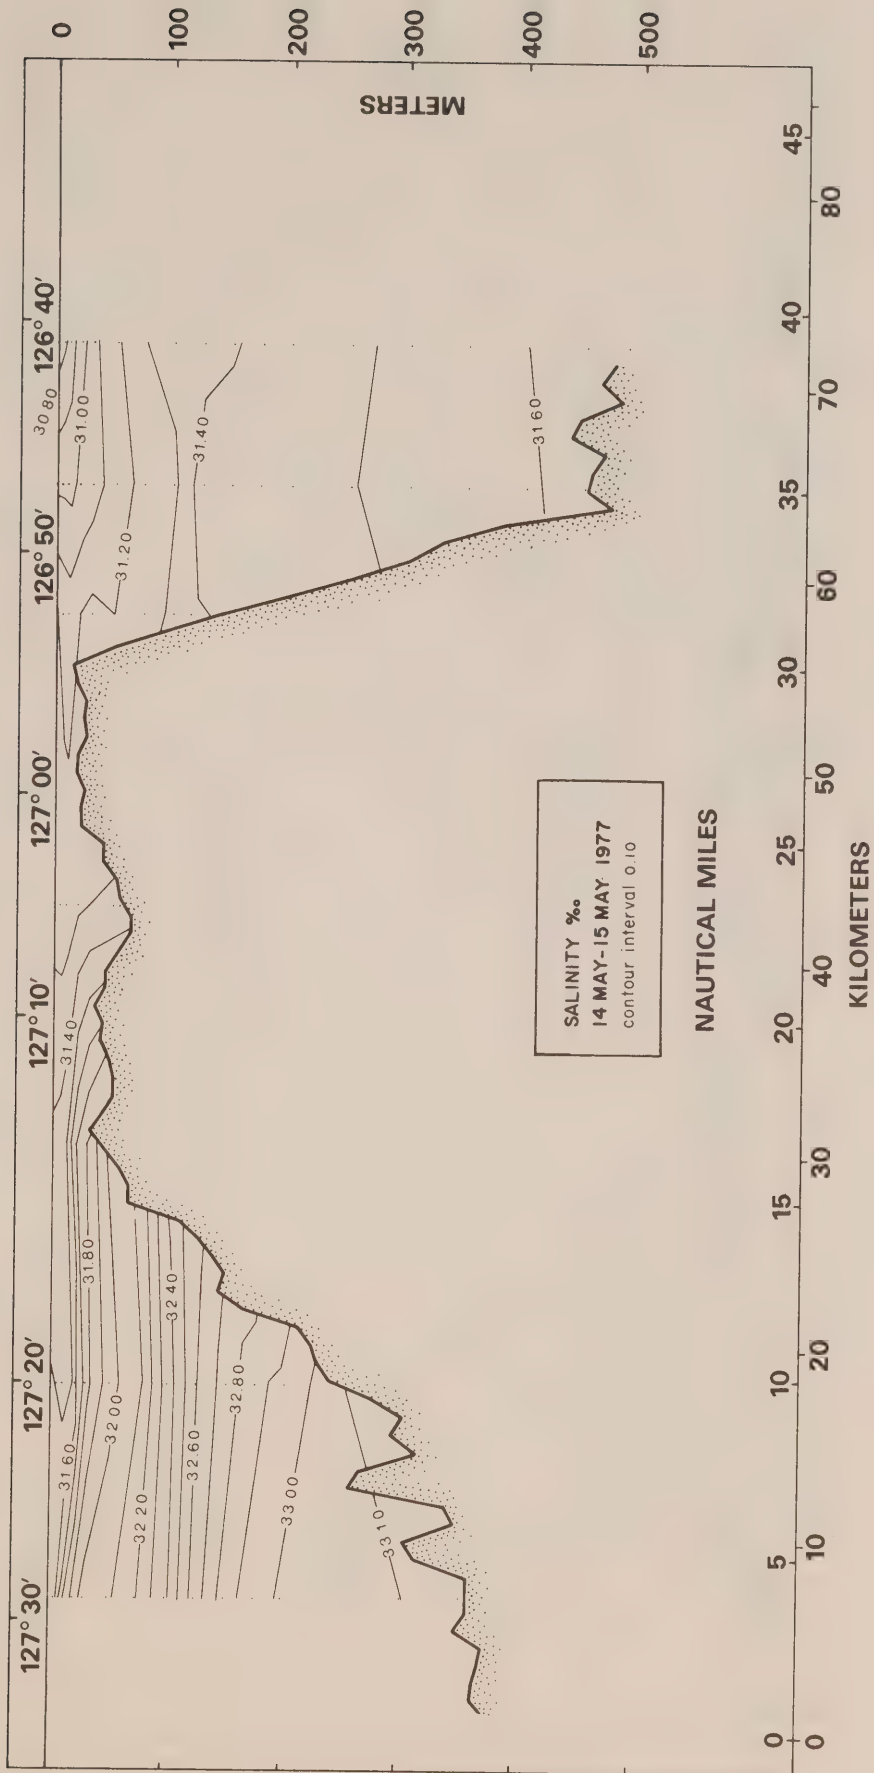 127° 30′ 127° 20′ 127° 10′ 127° 00′ 126° 50′ 126° 40′
0
100
200
300
400
500
METERS
31.60
32.00
32.20
32.60
32.80
33.00
33.10
31.80
32.40
31.40
31.20
30.80
31.00
31.40
31.60
SALINITY ‰
14 MAY-15 MAY 1977
contour interval 0.10
NAUTICAL MILES
0 5 10 15 20 25 30 35 40 45
0 10 20 30 40 50 60 70 80
KILOMETERS